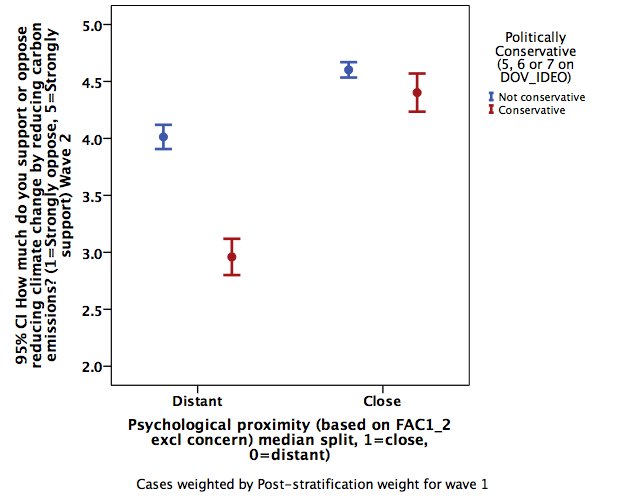 95% CI How much do you support or oppose
reducing climate change by reducing carbon
emissions? (1=Strongly oppose, 5=Strongly
support) Wave 2
5.0
4.5
4.0
3.5
3.0
2.5
2.0
Distant
Close
Psychological proximity (based on FAC1_2
excl concern) median split, 1=close,
0=distant)
Cases weighted by Post-stratification weight for wave 1
Politically
Conservative
(5, 6 or 7 on
DOV_IDEO)
Not conservative
Conservative